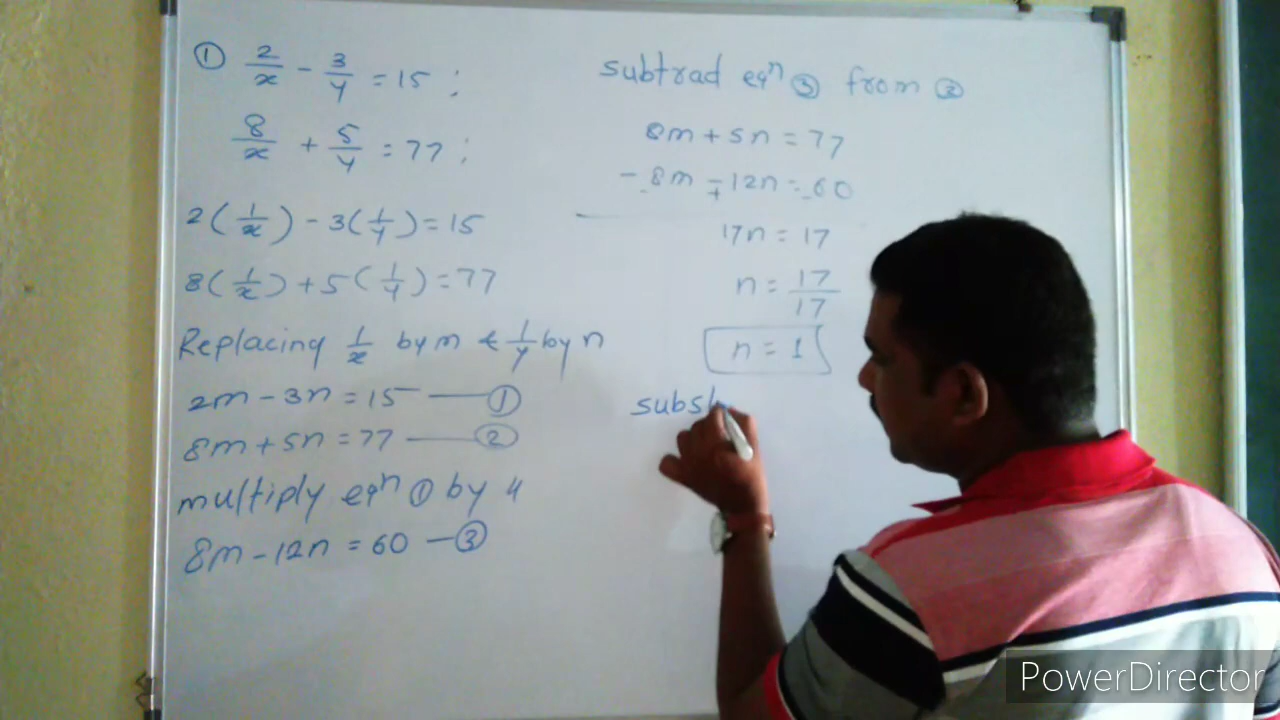 ① 2/x - 3/y = 15 ;
8/x + 5/y = 77 ;
2(1/x) - 3(1/y) = 15
8(1/x) + 5(1/y) = 77
Replacing 1/x by m & 1/y by n
2m - 3n = 15 — ①
8m + 5n = 77 — ②
multiply eqⁿ ① by 4
8m - 12n = 60 — ③
subtrad eqⁿ ③ from ②
8m + 5n = 77
- 8m - 12n = 60
- + -
17n = 17
n = 17/17
n = 1
subst
PowerDirector